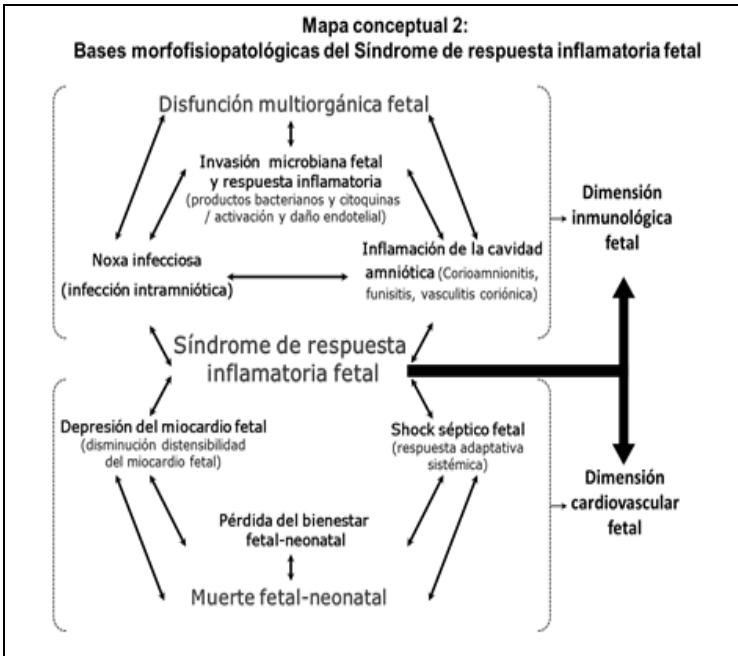 Mapa conceptual 2:
Bases morfofisiopatológicas del Síndrome de respuesta inflamatoria fetal
Disfunción multiorgánica fetal
Invasión microbiana fetal
y respuesta inflamatoria
(productos bacterianos y citoquinas
/ activación y daño endotelial)
Noxa infecciosa
(infección intramniótica)
Inflamación de la cavidad
amniótica (Corioamnionitis,
funisitis, vasculitis coriónica)
Dimensión
inmunológica
fetal
Síndrome de respuesta
inflamatoria fetal
Depresión del miocardio fetal
(disminución distensibilidad
del miocardio fetal)
Shock séptico fetal
(respuesta adaptativa
sistémica)
Dimensión
cardiovascular
fetal
Pérdida del bienestar
fetal-neonatal
Muerte fetal-neonatal